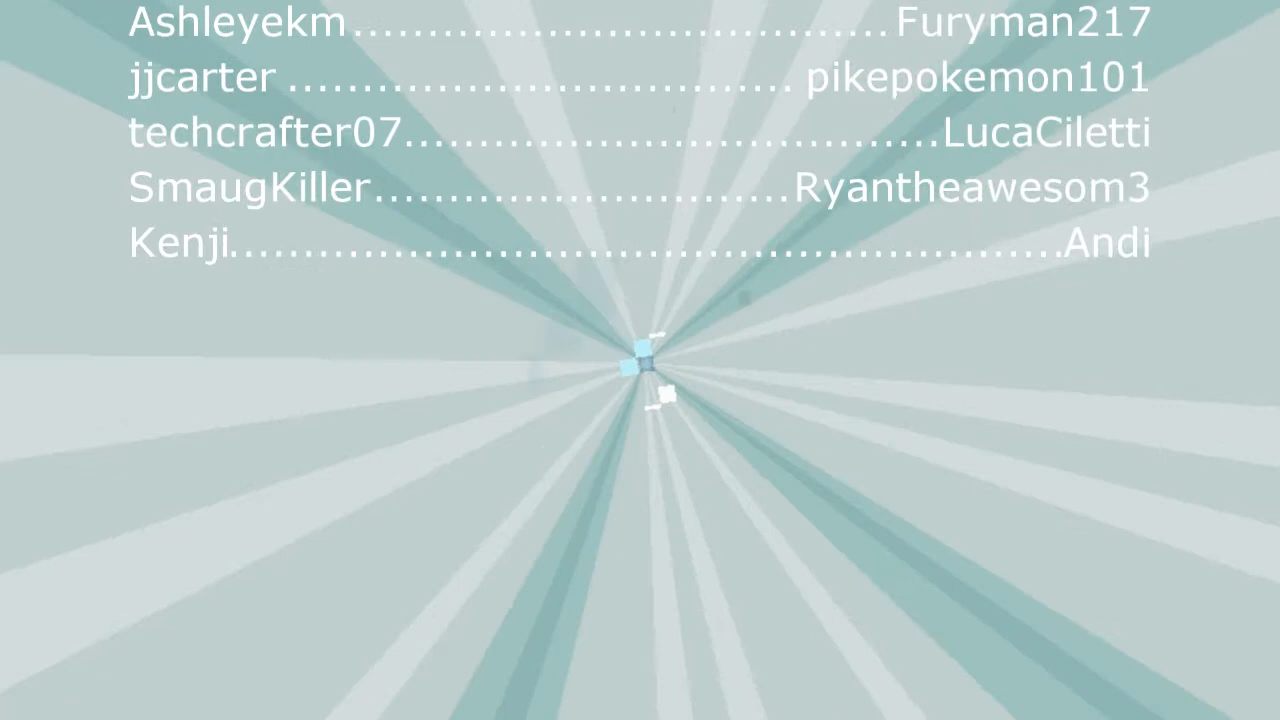 Ashleyekm....................................Furyman217
jjcarter .................................. pikepokemon101
techcrafter07....................................LucaCiletti
SmaugKiller............................Ryantheawesom3
Kenji........................................................Andi